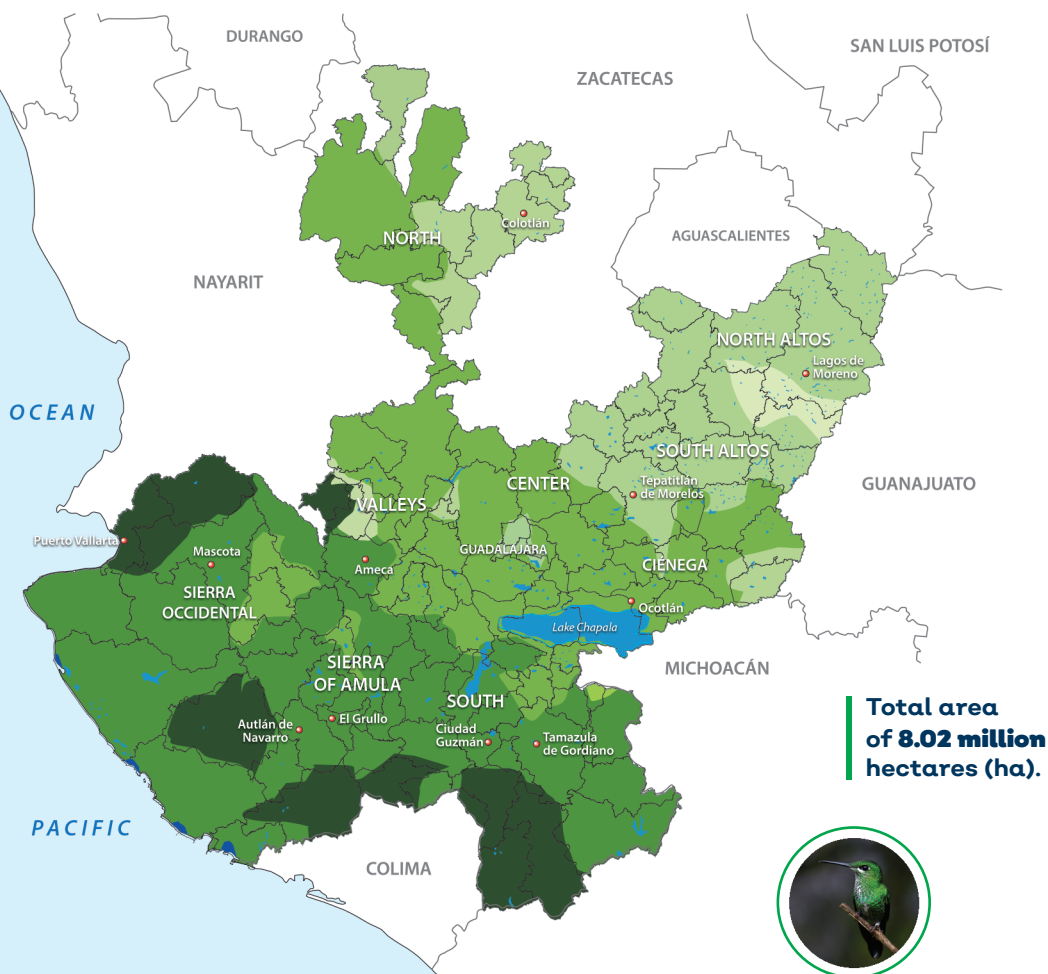 DURANGO
SAN LUIS POTOSÍ
ZACATECAS
Colotlán
NORTH
AGUASCALIENTES
NAYARIT
NORTH ALTOS
Lagos de
Moreno
OCEAN
SOUTH ALTOS
CENTER
Tepatitlán
de Morelos
GUANAJUATO
VALLEYS
Puerto Vallarta
Mascota
GUADALAJARA
Ameca
CIÉNEGA
SIERRA
OCCIDENTAL
Ocotlán
Lake Chapala
SIERRA
OF AMULA
MICHOACÁN
SOUTH
Autlán de
Navarro
El Grullo
Ciudad
Guzmán
Tamazula
de Gordiano
Total area
of 8.02 million
hectares (ha).
PACIFIC
COLIMA